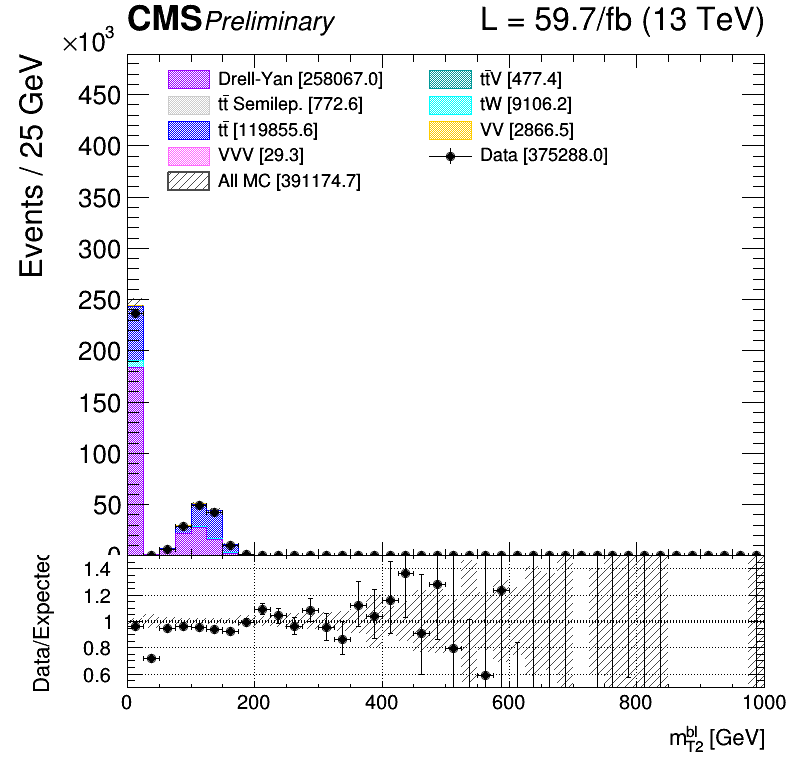 CMS Preliminary L = 59.7/fb (13 TeV)
×10³
Events / 25 GeV
Drell-Yan [258067.0]
tt̄ Semilep. [772.6]
tt̄ [119855.6]
VVV [29.3]
All MC [391174.7]
tt̄V [477.4]
tW [9106.2]
VV [2866.5]
Data [375288.0]
450
400
350
300
250
200
150
100
50
0
Data/Expected
1.4
1.2
1
0.8
0.6
0 200 400 600 800 1000
m_{T2}^{bl} [GeV]